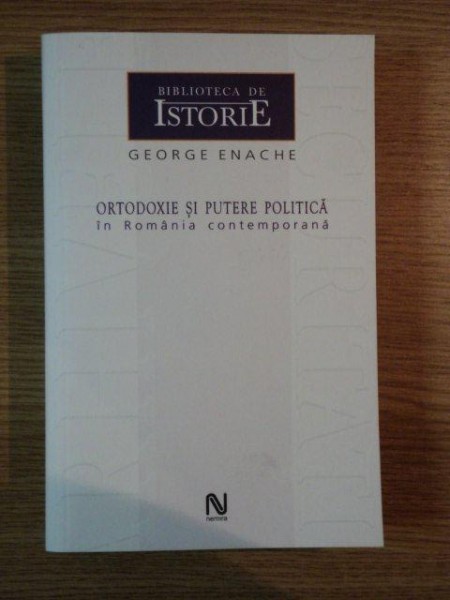 BIBLIOTECA DE
ISTORIE
GEORGE ENACHE
ORTODOXIE ŞI PUTERE POLITICĂ
în România contemporană
N
nemira